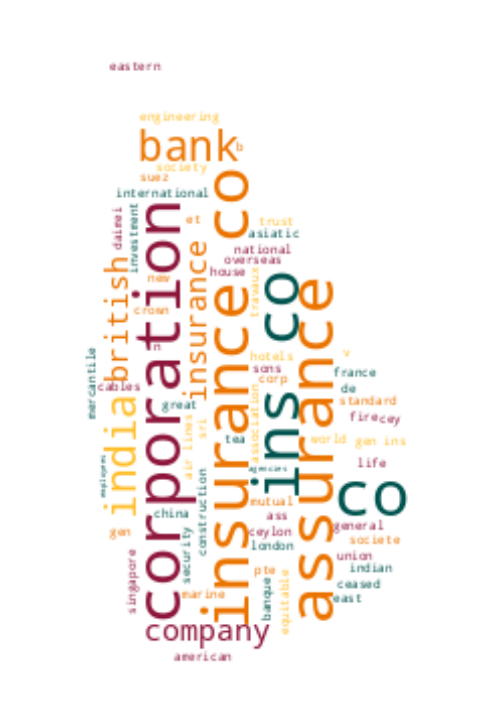 eastern
engineering
bank
b
society
suez
co
international
corporation
daimei
investment
et
trust
asiatic
national
overseas
house
insurance
british
new
travaux
ins co
assurance
insurance
crown
hotels
v
mercantile
cables
sons
corp
france
de
standard
great
india
air lines
sri
tea
association
fire
cey
world
gen ins
life
agencies
co
construction
china
mutual
ass
ceylon
general
societe
gen
security
london
union
singapore
pte
banque
equitable
indian
ceased
east
marine
company
american